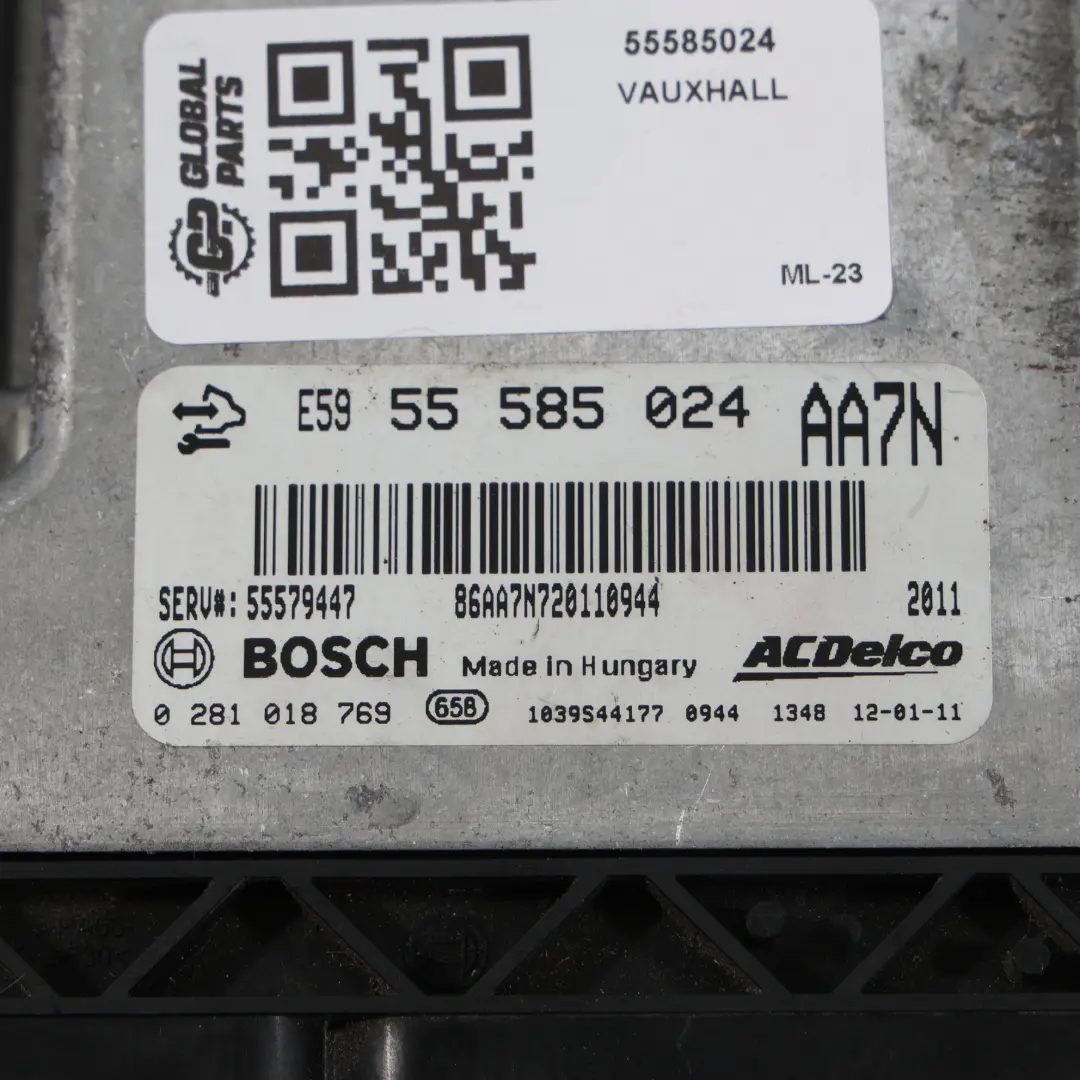 GLOBAL
PARTS
55585024
VAUXHALL
ML-23
E59 55 585 024 AA7N
SERV#: 55579447 86AA7N720110944 2011
BOSCH Made in Hungary ACDelco
0 281 018 769 658 1039S44177 0944 1348 12-01-11